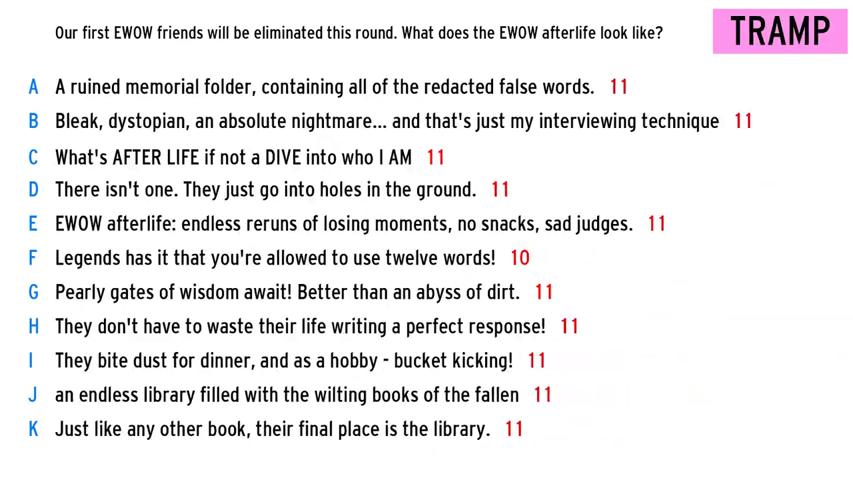 Our first EWOW friends will be eliminated this round. What does the EWOW afterlife look like?
TRAMP
A A ruined memorial folder, containing all of the redacted false words. 11
B Bleak, dystopian, an absolute nightmare... and that's just my interviewing technique 11
C What's AFTER LIFE if not a DIVE into who I AM 11
D There isn't one. They just go into holes in the ground. 11
E EWOW afterlife: endless reruns of losing moments, no snacks, sad judges. 11
F Legends has it that you're allowed to use twelve words! 10
G Pearly gates of wisdom await! Better than an abyss of dirt. 11
H They don't have to waste their life writing a perfect response! 11
I They bite dust for dinner, and as a hobby - bucket kicking! 11
J an endless library filled with the wilting books of the fallen 11
K Just like any other book, their final place is the library. 11